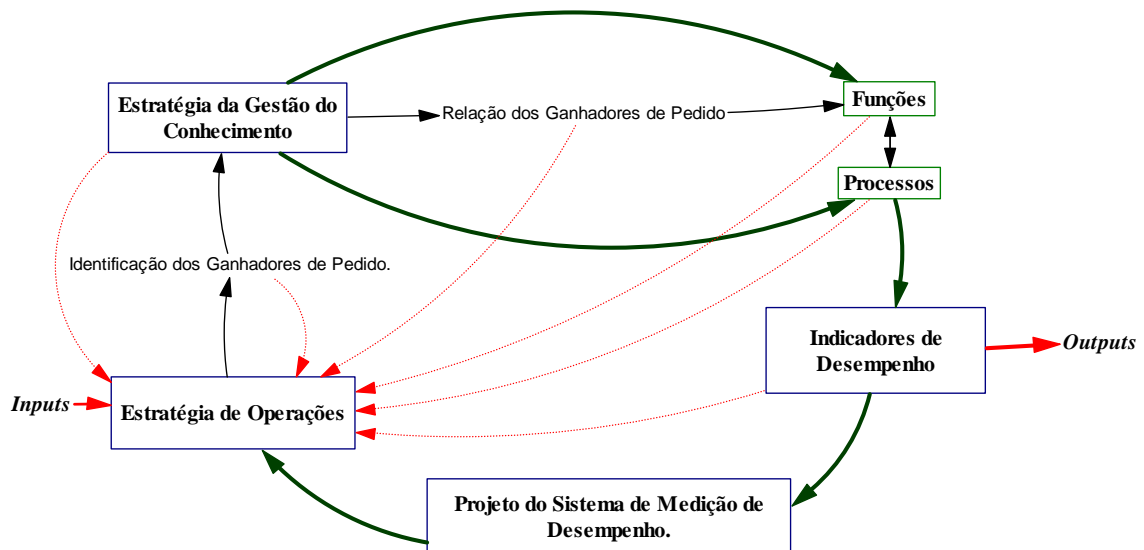 Estratégia da Gestão do
Conhecimento
Relação dos Ganhadores de Pedido
Funções
Processos
Identificação dos Ganhadores de Pedido.
Indicadores de
Desempenho
Outputs
Inputs
Estratégia de Operações
Projeto do Sistema de Medição de
Desempenho.